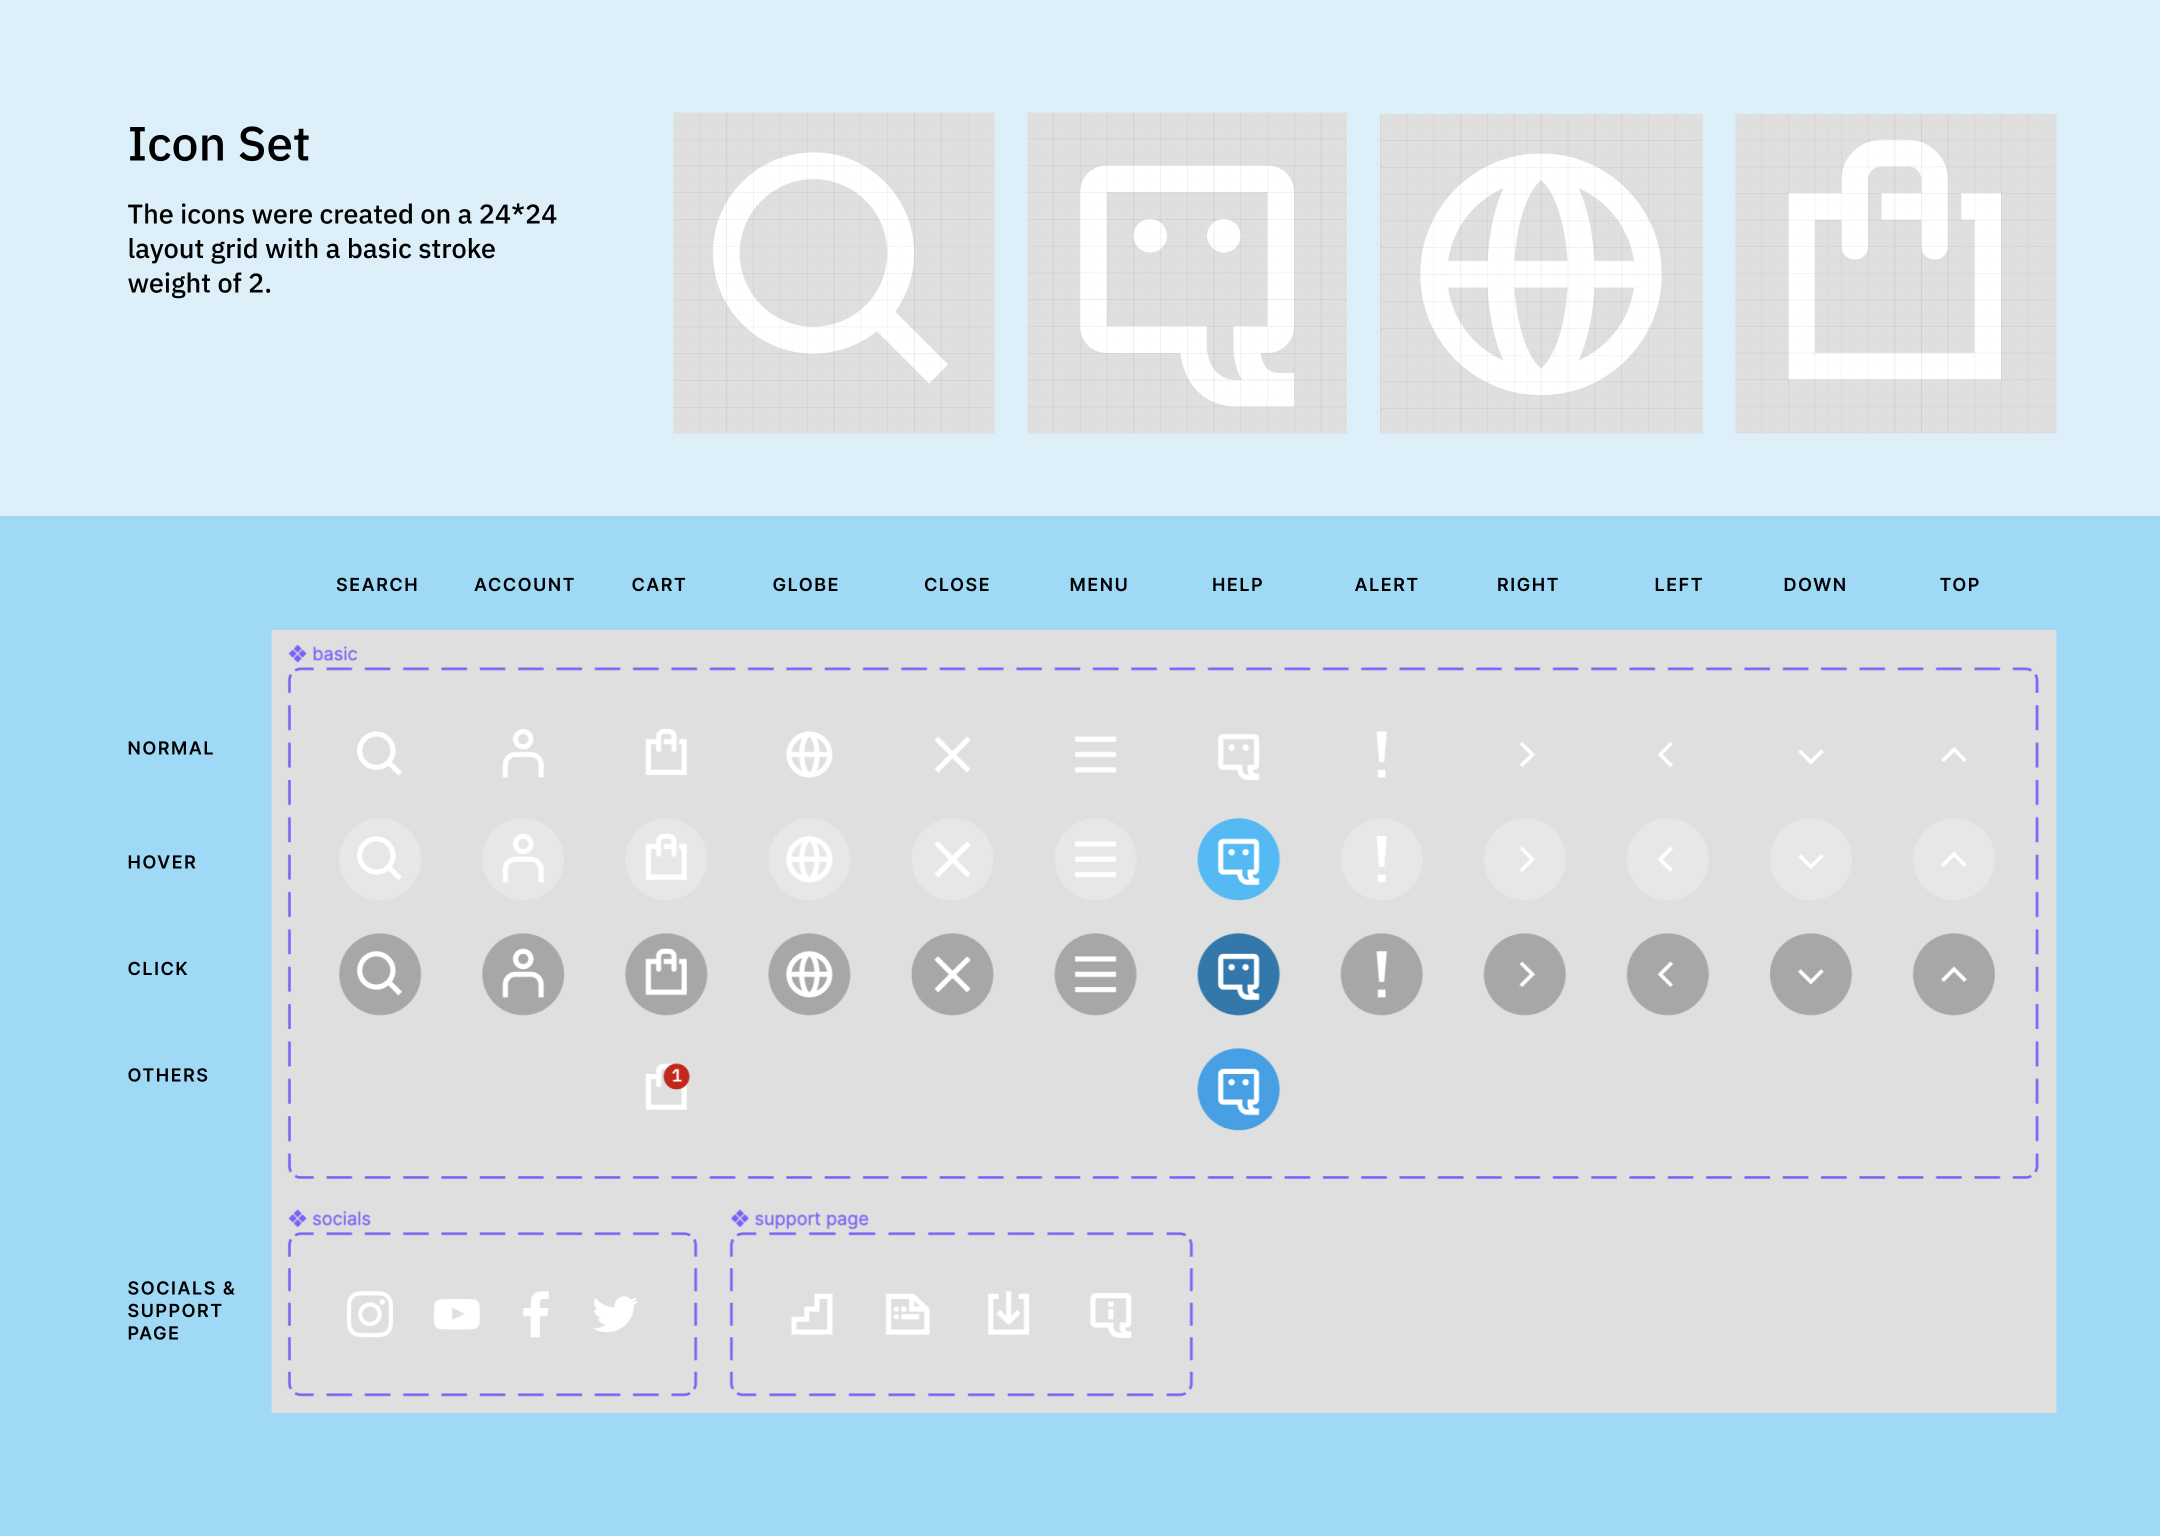 Icon Set
The icons were created on a 24*24
layout grid with a basic stroke
weight of 2.
SEARCH ACCOUNT CART GLOBE CLOSE MENU HELP ALERT RIGHT LEFT DOWN TOP
basic
NORMAL
HOVER
CLICK
OTHERS
1
socials
support page
SOCIALS &
SUPPORT
PAGE